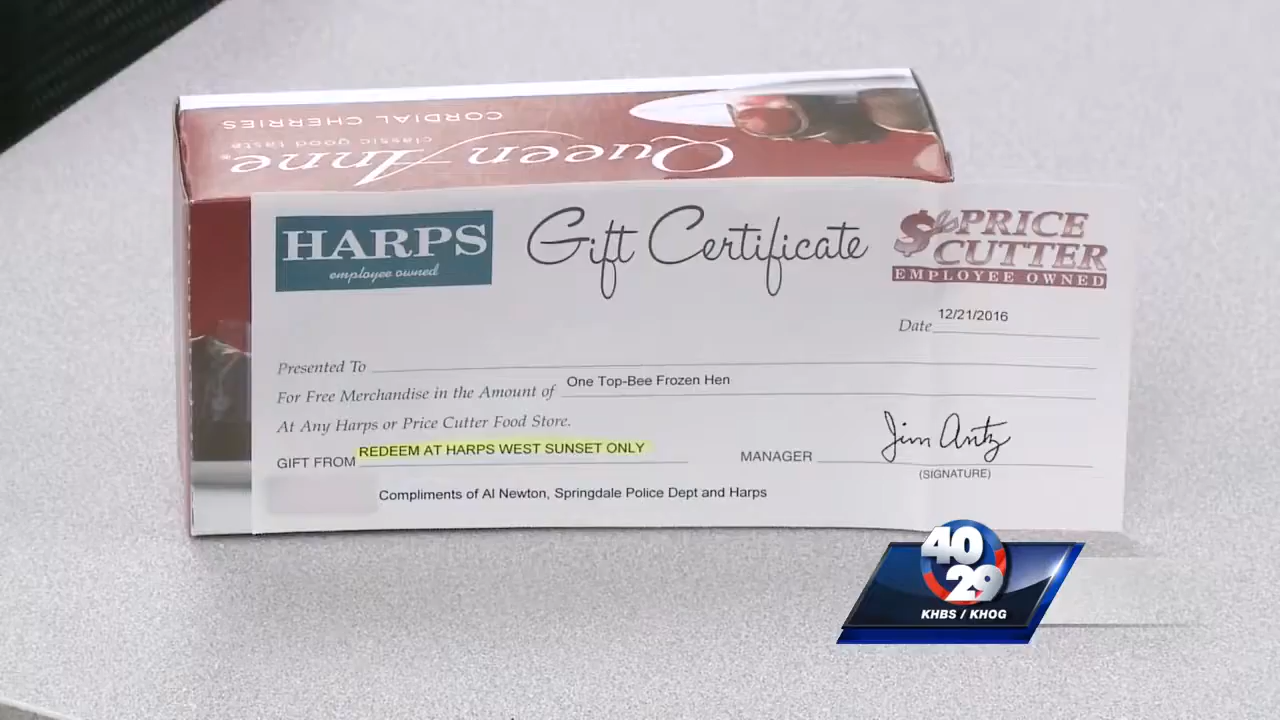 CORDIAL CHERRIES
classic good taste
Queen Anne®
HARPS
employee owned
Gift Certificate
$ PRICE
CUTTER
EMPLOYEE OWNED
Date 12/21/2016
Presented To
For Free Merchandise in the Amount of One Top-Bee Frozen Hen
At Any Harps or Price Cutter Food Store.
GIFT FROM REDEEM AT HARPS WEST SUNSET ONLY
MANAGER Jim Antz
(SIGNATURE)
Compliments of Al Newton, Springdale Police Dept and Harps
40
29
KHBS / KHOG